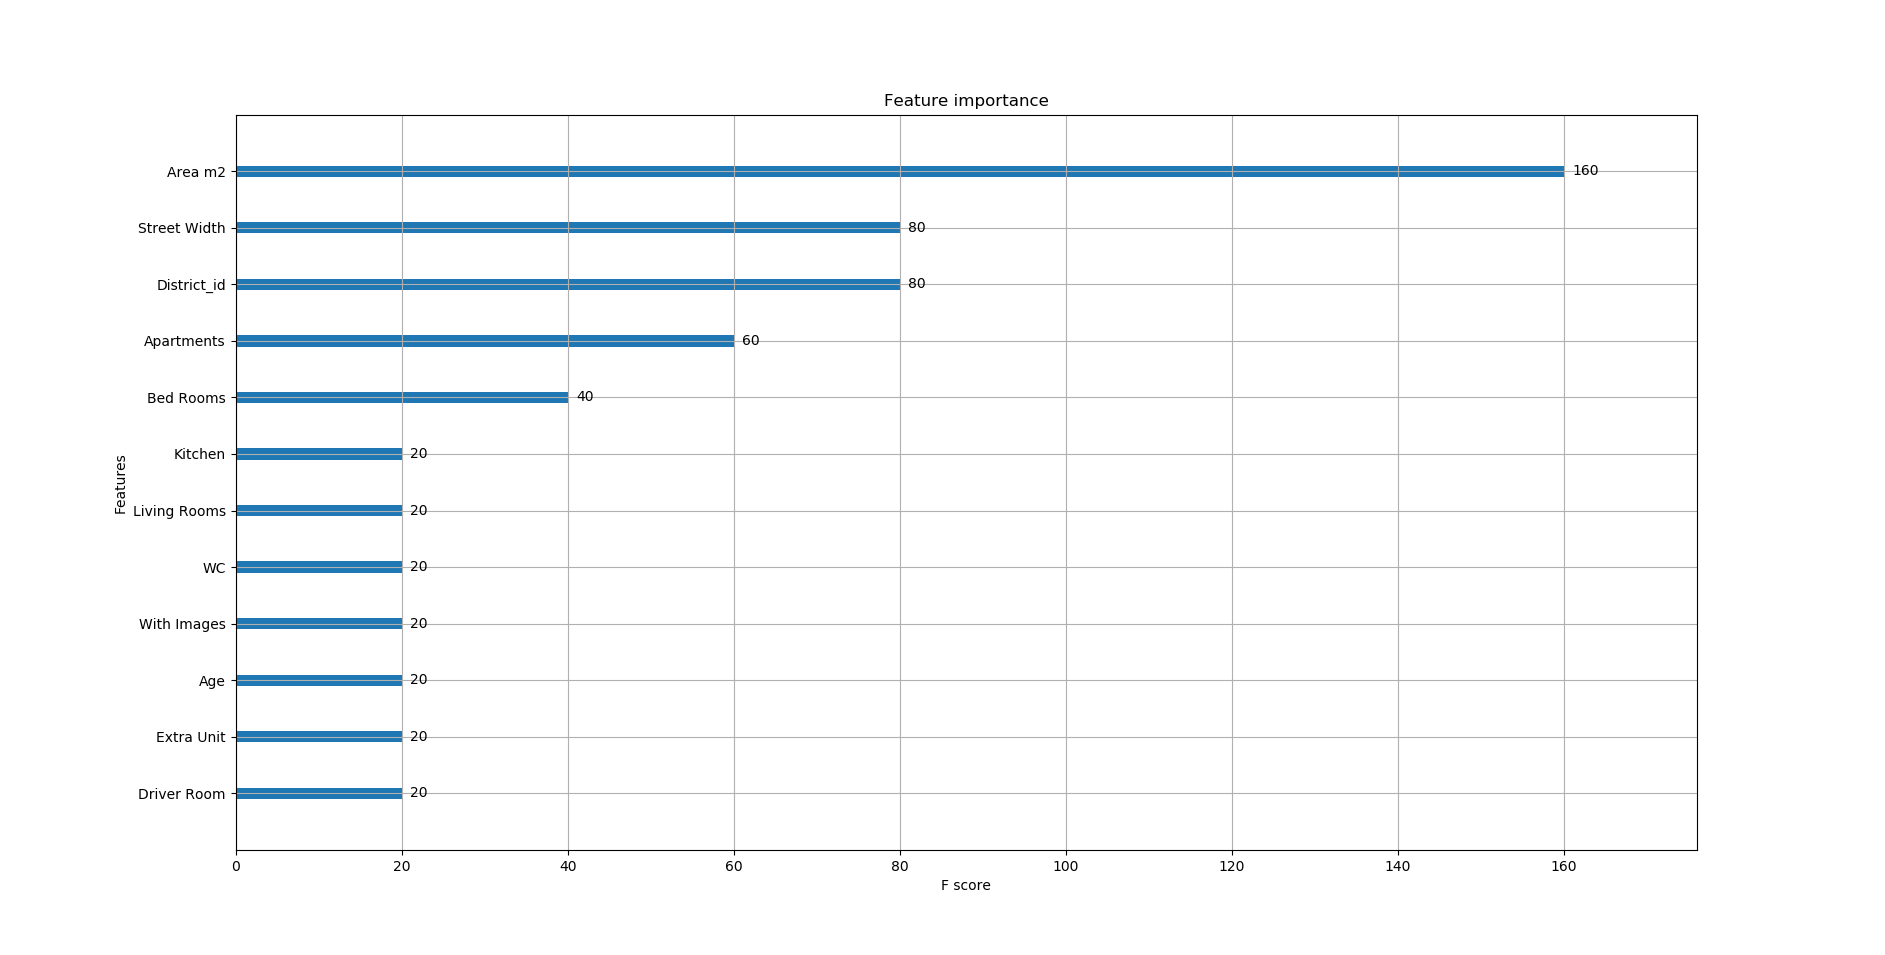 Feature importance
Area m2 160
Street Width 80
District_id 80
Apartments 60
Bed Rooms 40
Kitchen 20
Living Rooms 20
WC 20
With Images 20
Age 20
Extra Unit 20
Driver Room 20
Features
0 20 40 60 80 100 120 140 160
F score